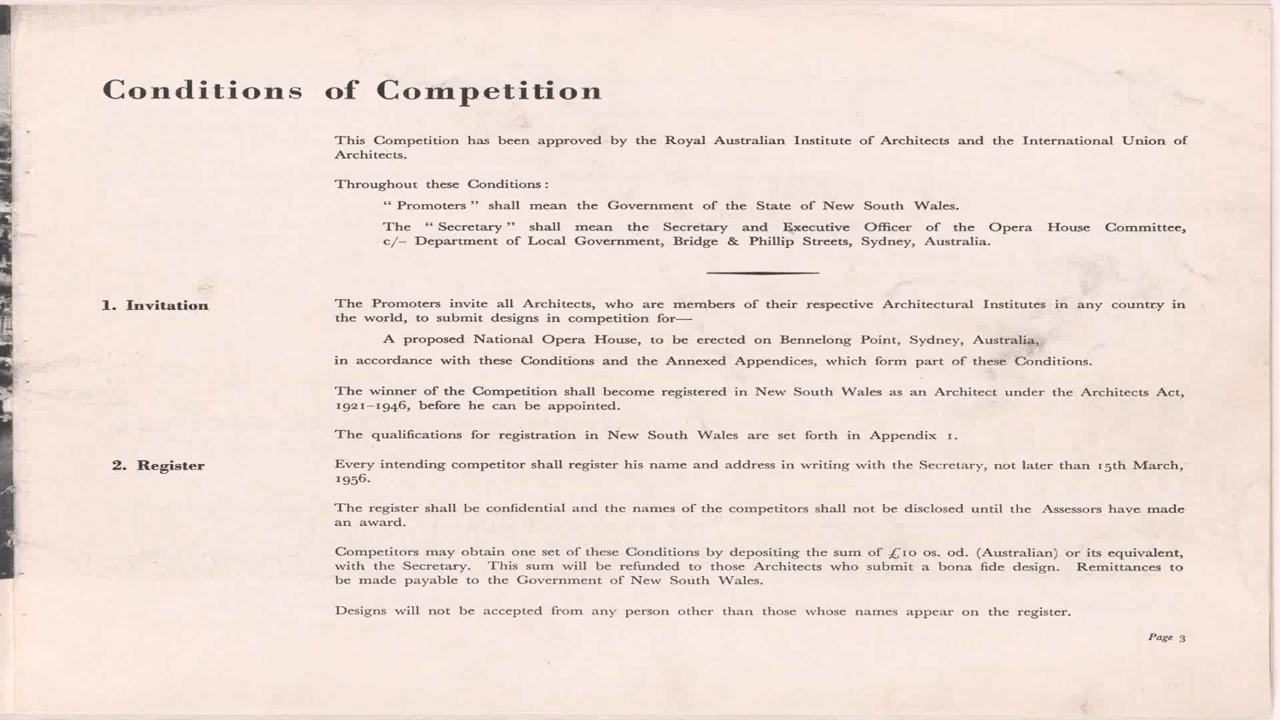 Conditions of Competition
This Competition has been approved by the Royal Australian Institute of Architects and the International Union of
Architects.
Throughout these Conditions :
" Promoters " shall mean the Government of the State of New South Wales.
The " Secretary " shall mean the Secretary and Executive Officer of the Opera House Committee,
c/– Department of Local Government, Bridge & Phillip Streets, Sydney, Australia.
1. Invitation
The Promoters invite all Architects, who are members of their respective Architectural Institutes in any country in
the world, to submit designs in competition for—
A proposed National Opera House, to be erected on Bennelong Point, Sydney, Australia,
in accordance with these Conditions and the Annexed Appendices, which form part of these Conditions.
The winner of the Competition shall become registered in New South Wales as an Architect under the Architects Act,
1921–1946, before he can be appointed.
The qualifications for registration in New South Wales are set forth in Appendix 1.
2. Register
Every intending competitor shall register his name and address in writing with the Secretary, not later than 15th March,
1956.
The register shall be confidential and the names of the competitors shall not be disclosed until the Assessors have made
an award.
Competitors may obtain one set of these Conditions by depositing the sum of £10 0s. 0d. (Australian) or its equivalent,
with the Secretary. This sum will be refunded to those Architects who submit a bona fide design. Remittances to
be made payable to the Government of New South Wales.
Designs will not be accepted from any person other than those whose names appear on the register.
Page 3